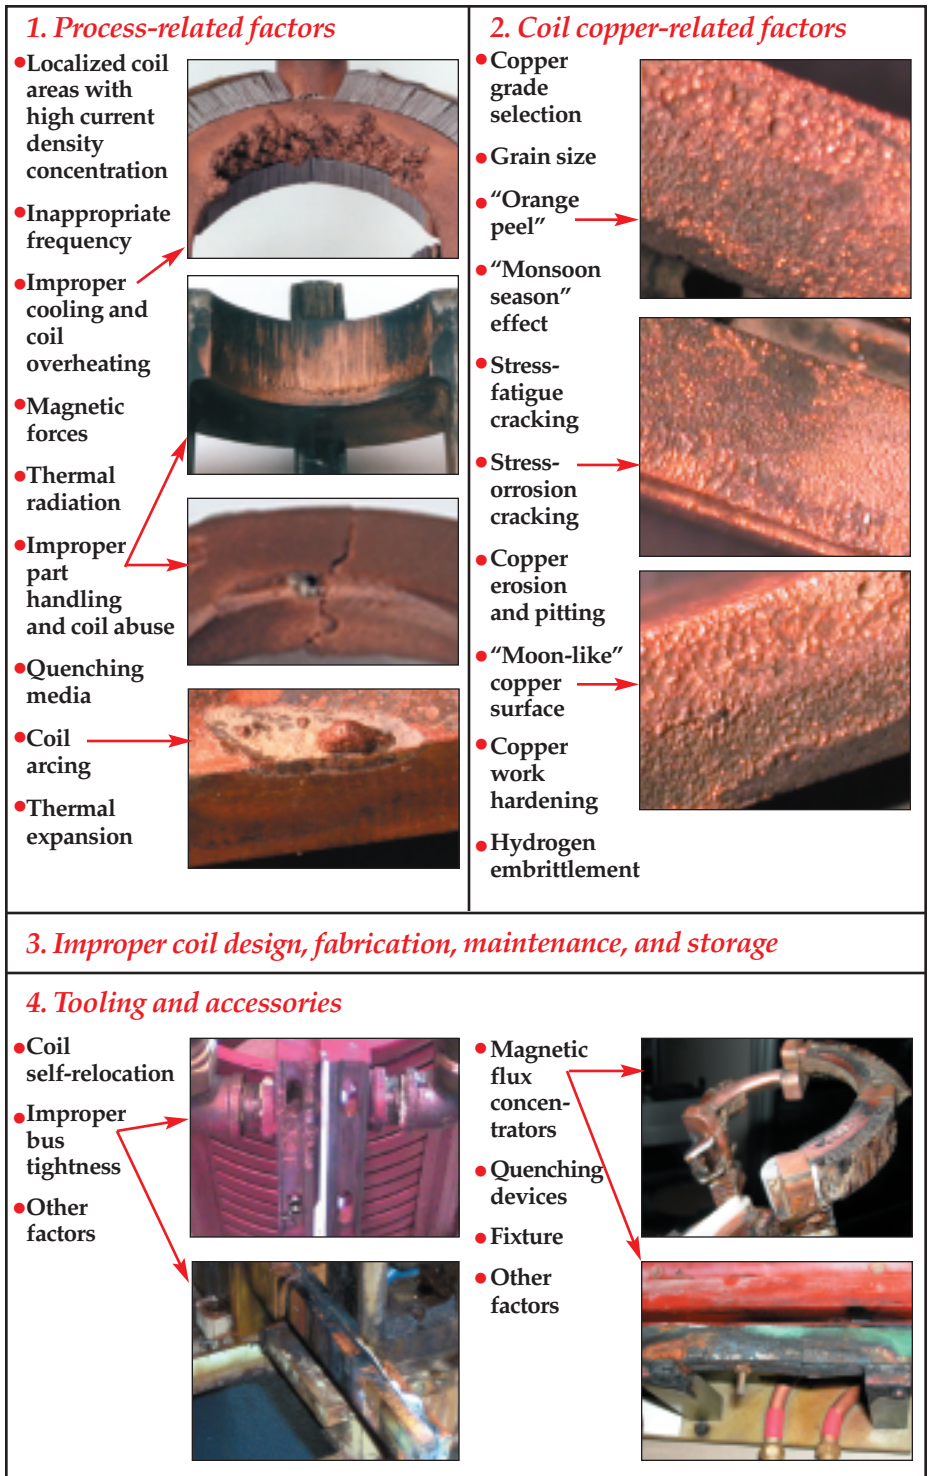 1. Process-related factors
•Localized coil
areas with
high current
density
concentration
•Inappropriate
frequency
•Improper
cooling and
coil
overheating
•Magnetic
forces
•Thermal
radiation
•Improper
part
handling
and coil abuse
•Quenching
media
•Coil
arcing
•Thermal
expansion
2. Coil copper-related factors
•Copper
grade
selection
•Grain size
•“Orange
peel”
•“Monsoon
season”
effect
•Stress-
fatigue
cracking
•Stress-
orrosion
cracking
•Copper
erosion
and pitting
•“Moon-like”
copper
surface
•Copper
work
hardening
•Hydrogen
embrittlement
3. Improper coil design, fabrication, maintenance, and storage
4. Tooling and accessories
•Coil
self-relocation
•Improper
bus
tightness
•Other
factors
•Magnetic
flux
concen-
trators
•Quenching
devices
•Fixture
•Other
factors